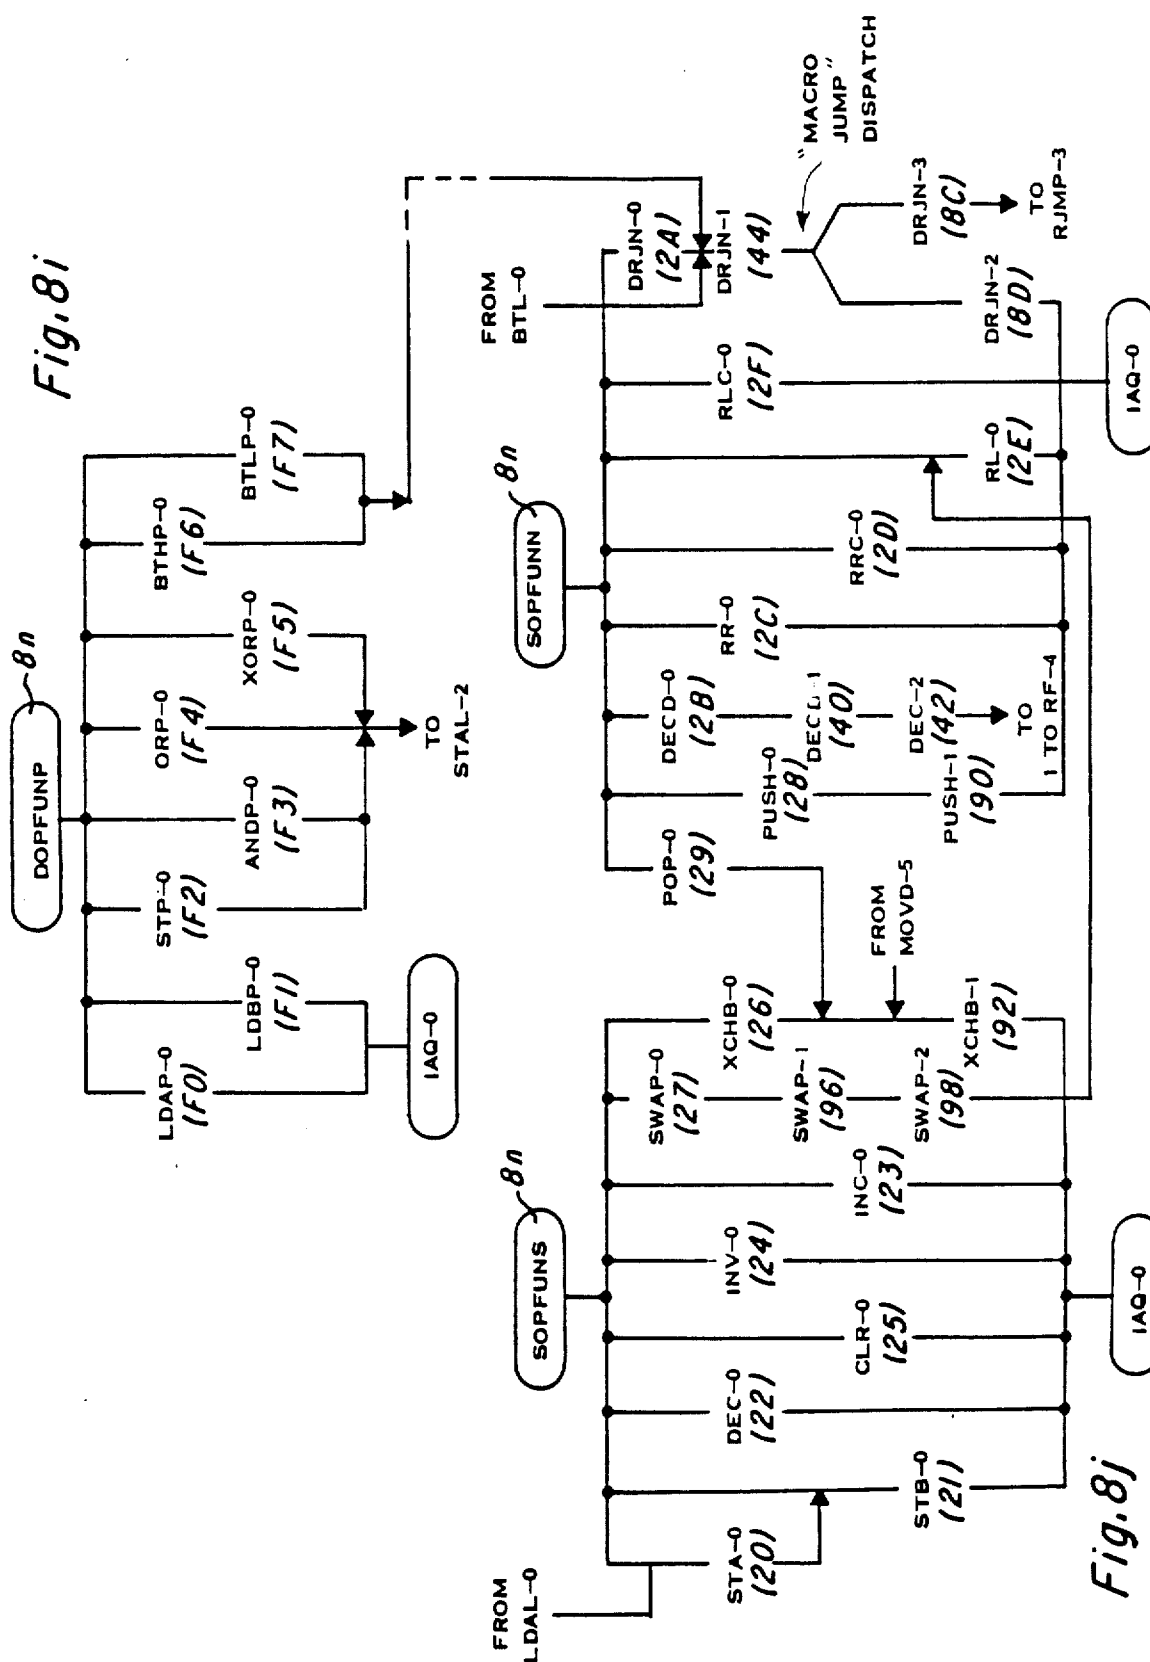 Fig.8i
DOPFUNP
8n
LDAP-0
(F0)
LDBP-0
(F1)
STP-0
(F2)
ANDP-0
(F3)
ORP-0
(F4)
XORP-0
(F5)
BTHP-0
(F6)
BTLP-0
(F7)
IAQ-0
TO
STAL-2
Fig.8j
SOPFUNS
8n
FROM
LDAL-0
STA-0
(20)
STB-0
(21)
DEC-0
(22)
CLR-0
(25)
INV-0
(24)
INC-0
(23)
SWAP-0
(27)
SWAP-1
(96)
SWAP-2
(98)
XCHB-0
(26)
XCHB-1
(92)
FROM
MOVD-5
IAQ-0
SOPFUNN
8n
POP-0
(29)
PUSH-0
(28)
PUSH-1
(90)
DECD-0
(2B)
DECD-1
(40)
DEC-2
(42)
TO
1 TO RF-4
RR-0
(2C)
RRC-0
(2D)
RL-0
(2E)
RLC-0
(2F)
FROM
BTL-0
DRJN-0
(2A)
DRJN-1
(44)
"MACRO
JUMP"
DISPATCH
DRJN-2
(8D)
DRJN-3
(8C)
TO
RJMP-3
IAQ-0